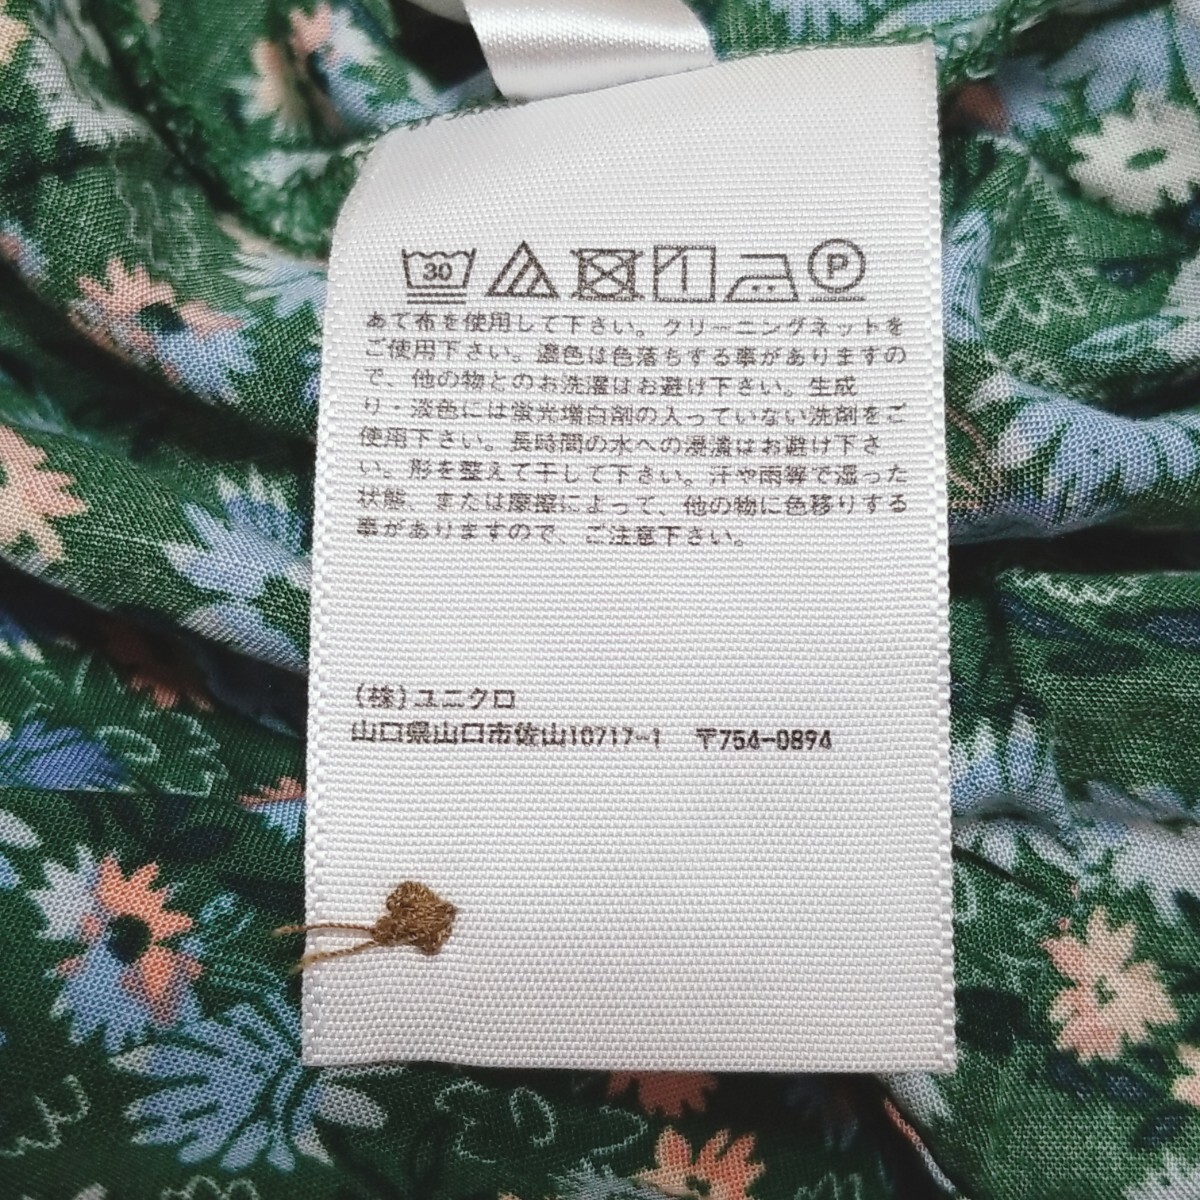 30 P
あて布を使用して下さい。クリーニングネットを
ご使用下さい。濃色は色落ちする事がありますの
で、他の物とのお洗濯はお避け下さい。生成
り・淡色には蛍光増白剤の入っていない洗剤をご
使用下さい。長時間の水への浸漬はお避け下さ
い。形を整えて干して下さい。汗や雨等で湿った
状態、または摩擦によって、他の物に色移りする
事がありますので、ご注意下さい。
(株)ユニクロ
山口県山口市佐山10717-1 〒754-0894